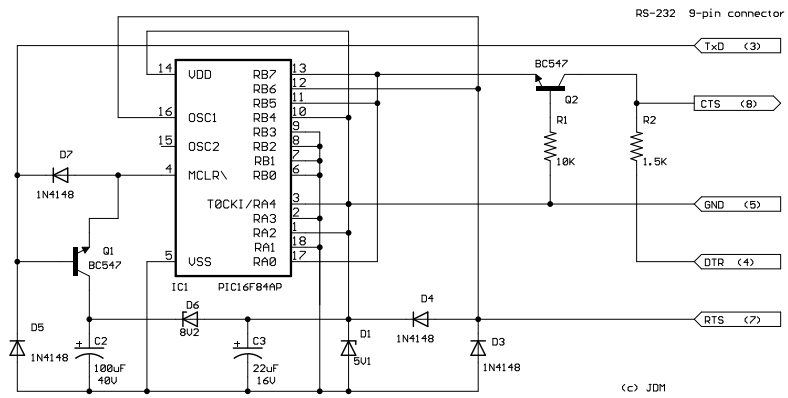 RS-232 9-pin connector
TxD (3)
BC547
Q2
CTS (8)
R1
10K
R2
1.5K
GND (5)
DTR (4)
RTS (7)
14 VDD RB7 13
RB6 12
RB5 11
16 OSC1 RB4 10
RB3 9
15 OSC2 RB2 8
RB1 7
4 MCLR\ RB0 6
T0CKI/RA4 3
RA3 2
RA2 1
RA1 18
5 VSS RA0 17
IC1 PIC16F84AP
D7
1N4148
Q1
BC547
D6
8V2
D4
1N4148
D5
1N4148
+ C2
100uF
40V
+ C3
22uF
16V
D1
5V1
D3
1N4148
(c) JDM